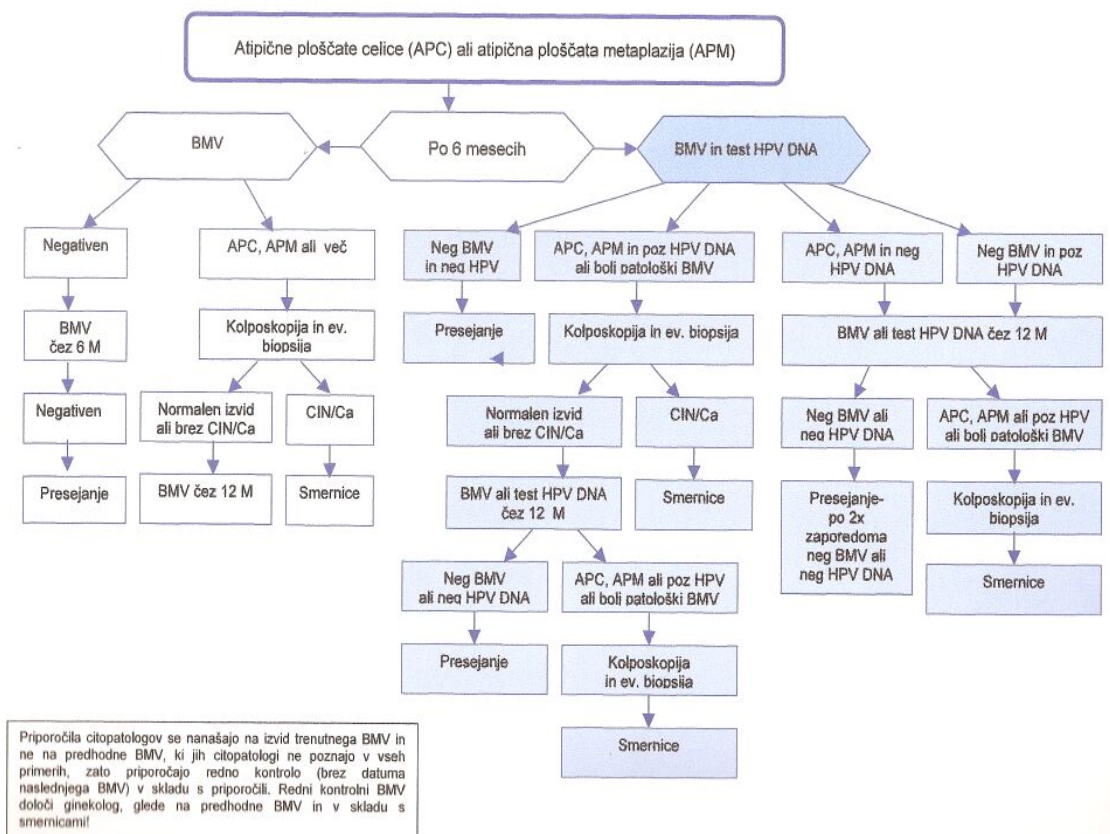 Atipične ploščate celice (APC) ali atipična ploščata metaplazija (APM)
BMV
Po 6 mesecih
BMV in test HPV DNA
Negativen
APC, APM ali več
Neg BMV
in neg HPV
APC, APM in poz HPV DNA
ali bolj patološki BMV
APC, APM in neg
HPV DNA
Neg BMV in poz
HPV DNA
BMV
čez 6 M
Kolposkopija in ev.
biopsija
Presejanje
Kolposkopija in ev. biopsija
BMV ali test HPV DNA čez 12 M
Negativen
Normalen izvid
ali brez CIN/Ca
CIN/Ca
Normalen izvid
ali brez CIN/Ca
CIN/Ca
Neg BMV ali
neg HPV DNA
APC, APM ali poz HPV
ali bolj patološki BMV
Presejanje
BMV čez 12 M
Smernice
BMV ali test HPV DNA
čez 12 M
Smernice
Presejanje-
po 2x
zaporedoma
neg BMV ali
neg HPV DNA
Kolposkopija in ev.
biopsija
Neg BMV
ali neg HPV DNA
APC, APM ali poz HPV
ali bolj patološki BMV
Smernice
Presejanje
Kolposkopija
in ev. biopsija
Smernice
Priporočila citopatologov se nanašajo na izvid trenutnega BMV in
ne na predhodne BMV, ki jih citopatologi ne poznajo v vseh
primerih, zato priporočajo redno kontrolo (brez datuma
naslednjega BMV) v skladu s priporočili. Redni kontrolni BMV
določi ginekolog, glede na predhodne BMV in v skladu s
smernicami!